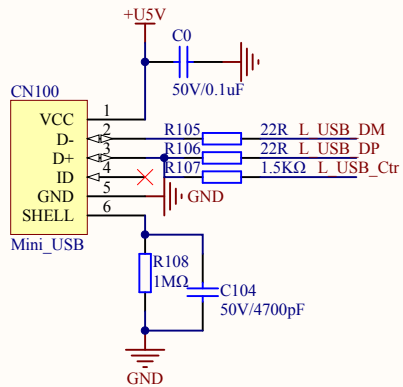 +U5V
C0
50V/0.1uF
CN100
VCC 1
D- 2 R105 22R L_USB_DM
D+ 3 R106 22R L_USB_DP
ID 4 R107 1.5KΩ L_USB_Ctr
GND 5 GND
SHELL 6
Mini_USB
R108
1MΩ
C104
50V/4700pF
GND